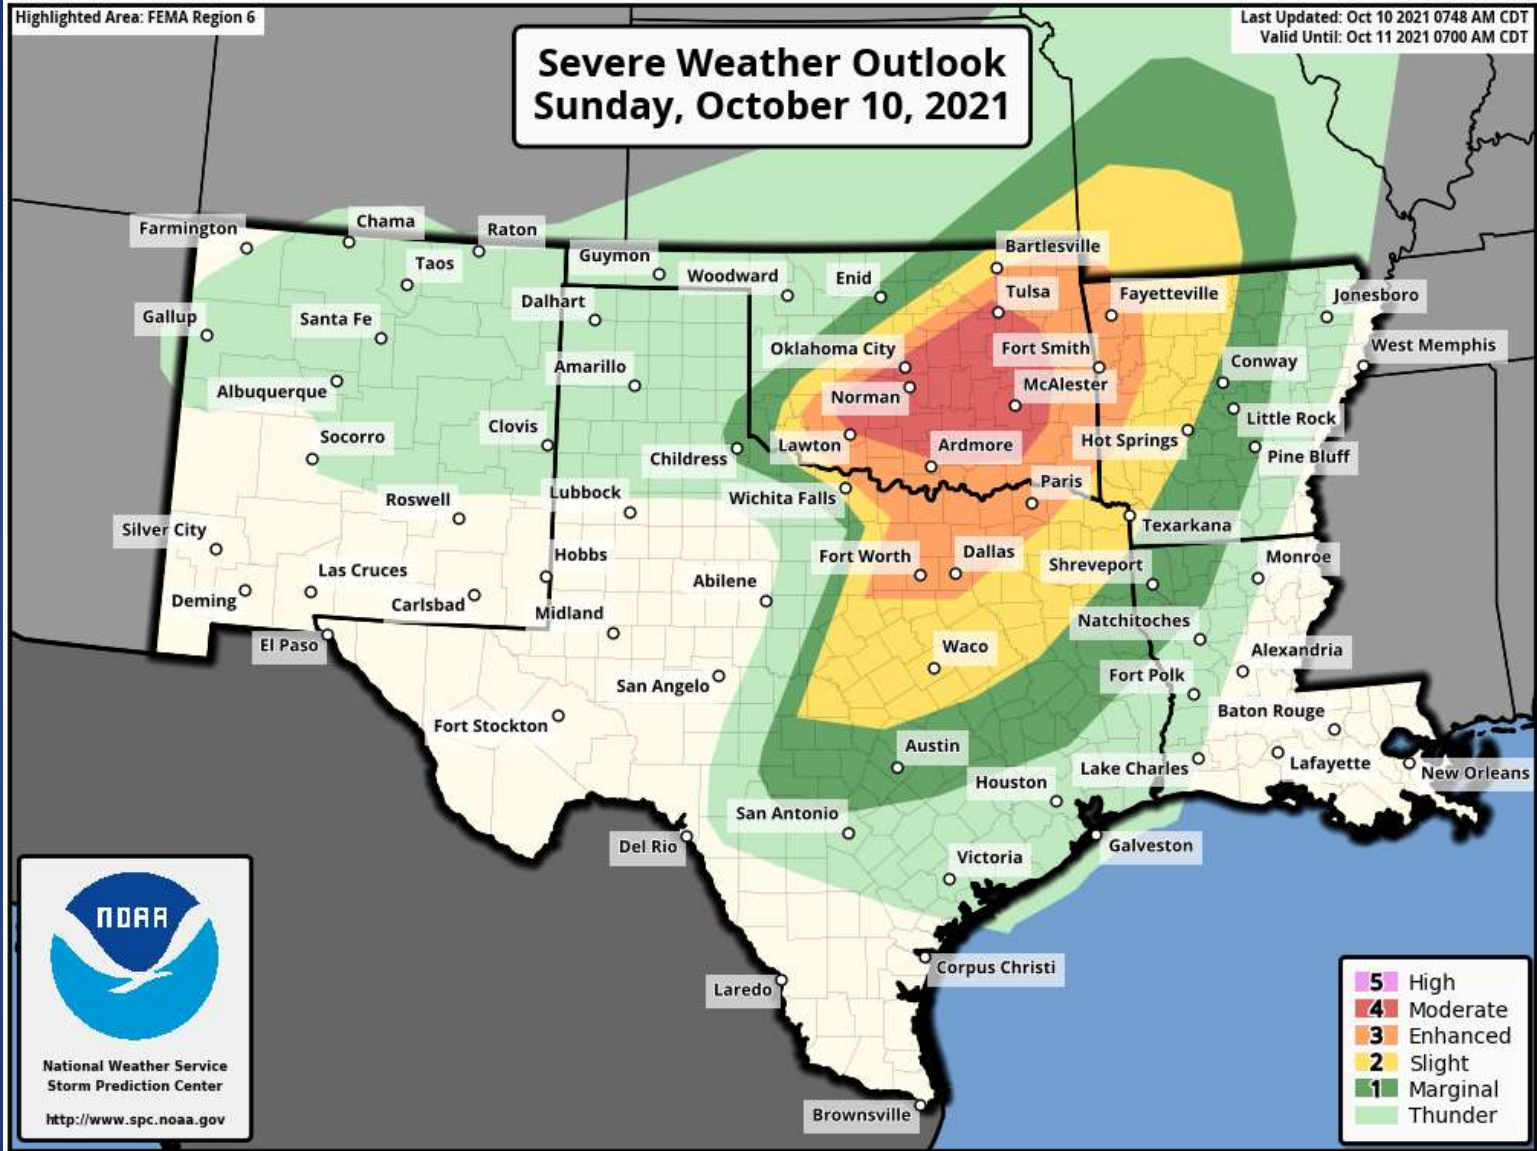 Highlighted Area: FEMA Region 6
Last Updated: Oct 10 2021 0748 AM CDT
Valid Until: Oct 11 2021 0700 AM CDT
Severe Weather Outlook
Sunday, October 10, 2021
Farmington
Chama
Raton
Taos
Guymon
Woodward
Enid
Bartlesville
Gallup
Santa Fe
Dalhart
Tulsa
Fayetteville
Jonesboro
Albuquerque
Amarillo
Oklahoma City
Fort Smith
Conway
West Memphis
Norman
McAlester
Socorro
Clovis
Childress
Lawton
Ardmore
Hot Springs
Little Rock
Pine Bluff
Roswell
Lubbock
Wichita Falls
Paris
Silver City
Texarkana
Hobbs
Fort Worth
Dallas
Shreveport
Monroe
Las Cruces
Abilene
Deming
Carlsbad
Midland
Natchitoches
El Paso
Waco
Alexandria
San Angelo
Fort Polk
Fort Stockton
Baton Rouge
Austin
Lake Charles
Lafayette
New Orleans
Houston
San Antonio
Del Rio
Galveston
Victoria
Corpus Christi
Laredo
Brownsville
NOAA
National Weather Service
Storm Prediction Center
http://www.spc.noaa.gov
5 High
4 Moderate
3 Enhanced
2 Slight
1 Marginal
Thunder